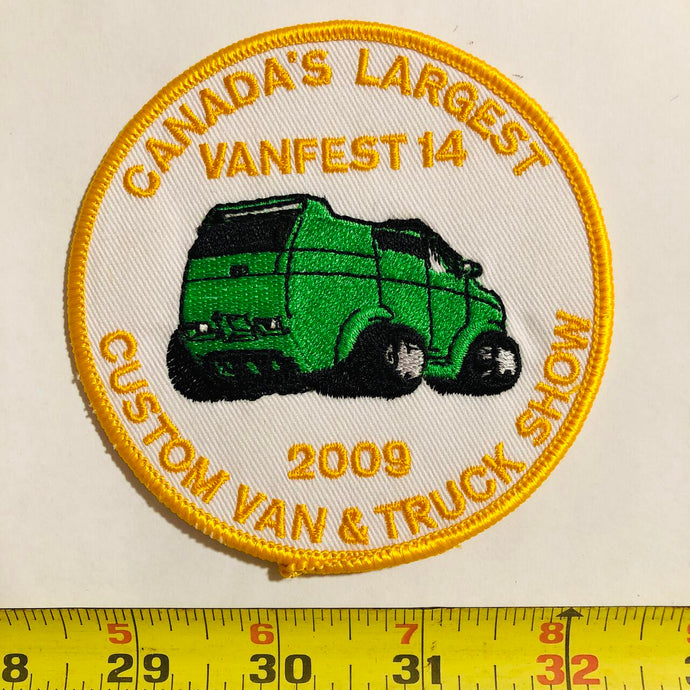 CANADA'S LARGEST
VANFEST 14
2009
CUSTOM VAN & TRUCK SHOW
5 6 7 8
8 29 30 31 32